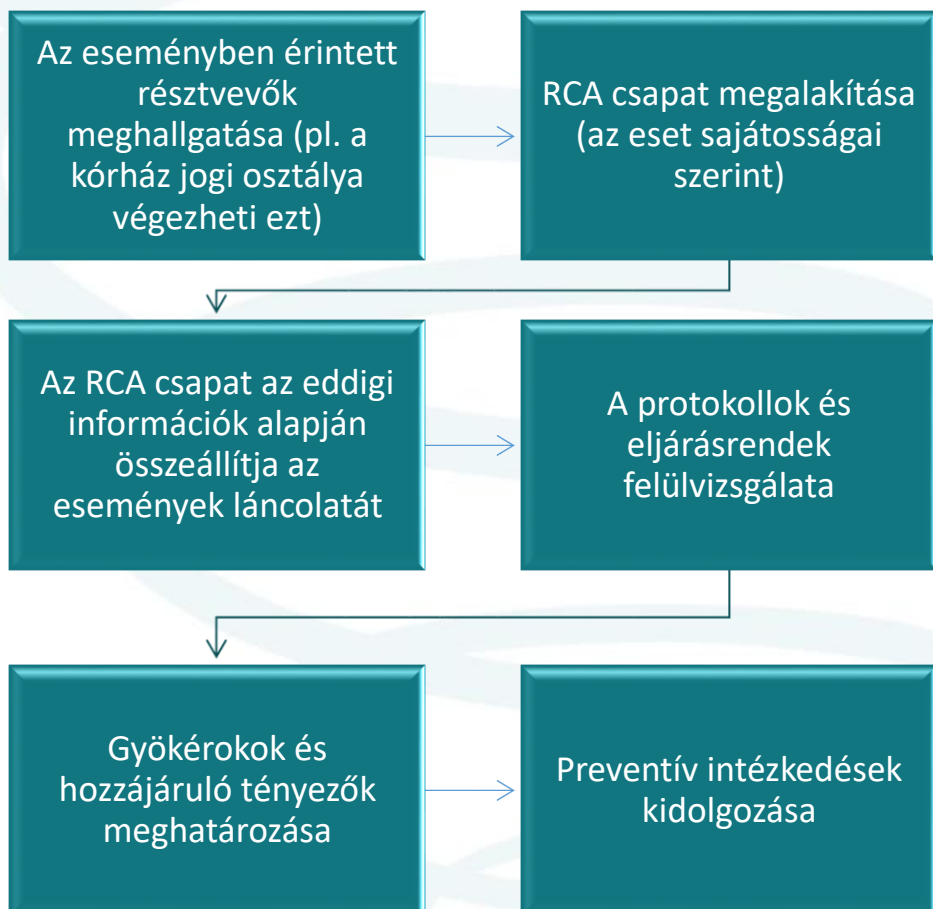 Az eseményben érintett
résztvevők
meghallgatása (pl. a
kórház jogi osztálya
végezheti ezt)
RCA csapat megalakítása
(az eset sajátosságai
szerint)
Az RCA csapat az eddigi
információk alapján
összeállítja az
események láncolatát
A protokollok és
eljárásrendek
felülvizsgálata
Gyökérokok és
hozzájáruló tényezők
meghatározása
Preventív intézkedések
kidolgozása